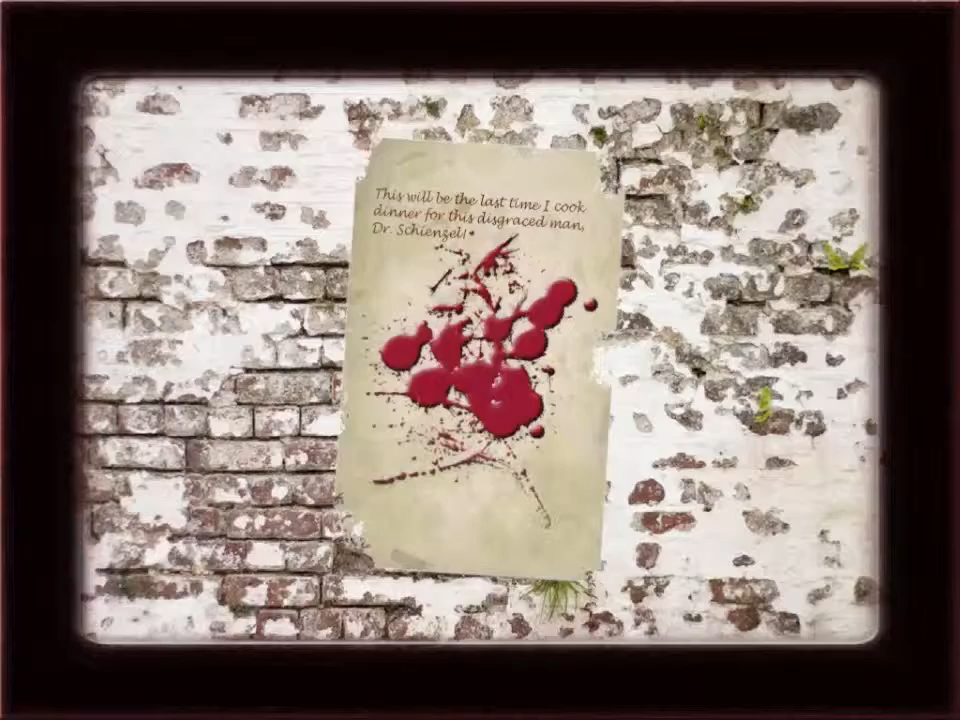 This will be the last time I cook
dinner for this disgraced man,
Dr. Schienzel!